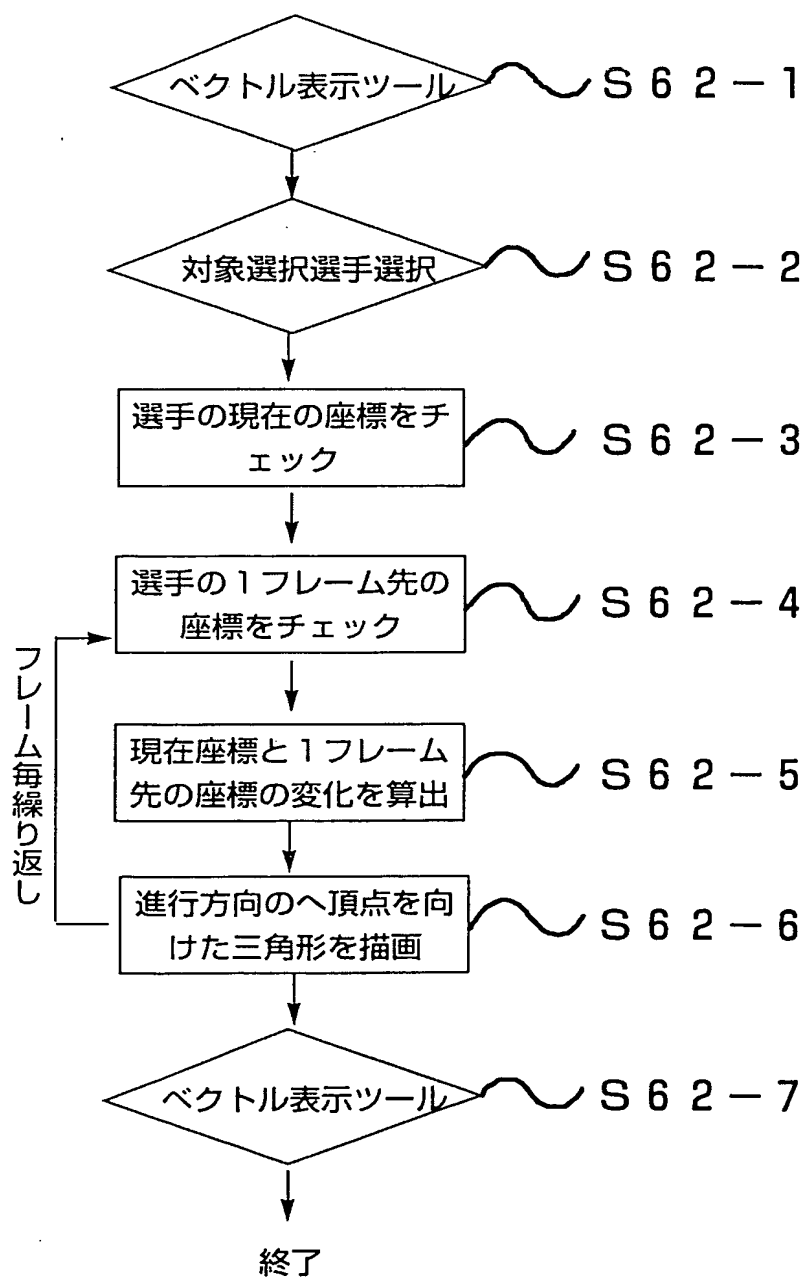 ベクトル表示ツール
S62-1
対象選択選手選択
S62-2
選手の現在の座標をチ
ェック
S62-3
選手の1フレーム先の
座標をチェック
S62-4
フレーム毎繰り返し
現在座標と1フレーム
先の座標の変化を算出
S62-5
進行方向のへ頂点を向
けた三角形を描画
S62-6
ベクトル表示ツール
S62-7
終了